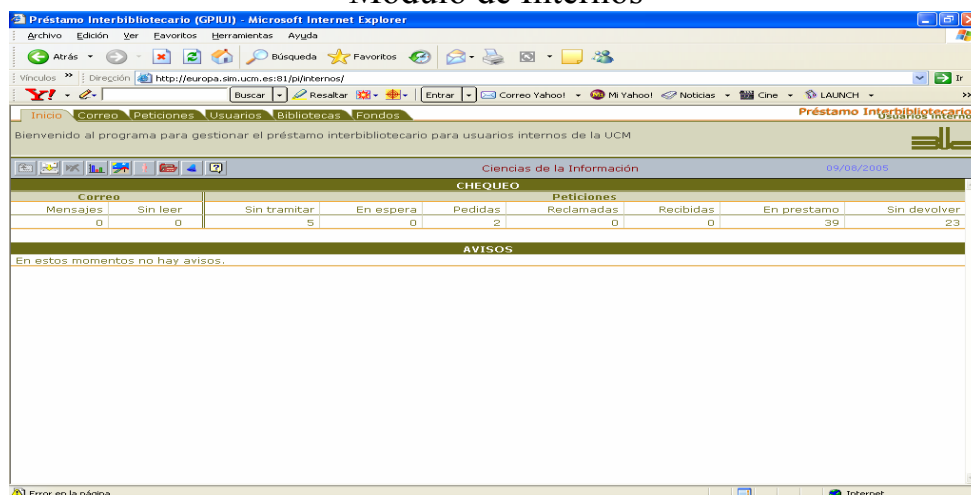 Módulo de Internos
Préstamo Interbibliotecario (GPIUI) - Microsoft Internet Explorer
Archivo Edición Ver Favoritos Herramientas Ayuda
Atrás Búsqueda Favoritos
Vínculos » Dirección http://europa.sim.ucm.es:81/pi/internos/ Ir
Y! Buscar Resaltar Entrar Correo Yahoo! Mi Yahoo! Noticias Cine LAUNCH »
Inicio Correo Peticiones Usuarios Bibliotecas Fondos Préstamo Interbibliotecario
Usuarios Interno
Bienvenido al programa para gestionar el préstamo interbibliotecario para usuarios internos de la UCM
Ciencias de la Información 09/08/2005
CHEQUEO
Correo Peticiones
Mensajes Sin leer Sin tramitar En espera Pedidas Reclamadas Recibidas En prestamo Sin devolver
0 0 5 0 2 0 0 39 23
AVISOS
En estos momentos no hay avisos.
Error en la página. Internet